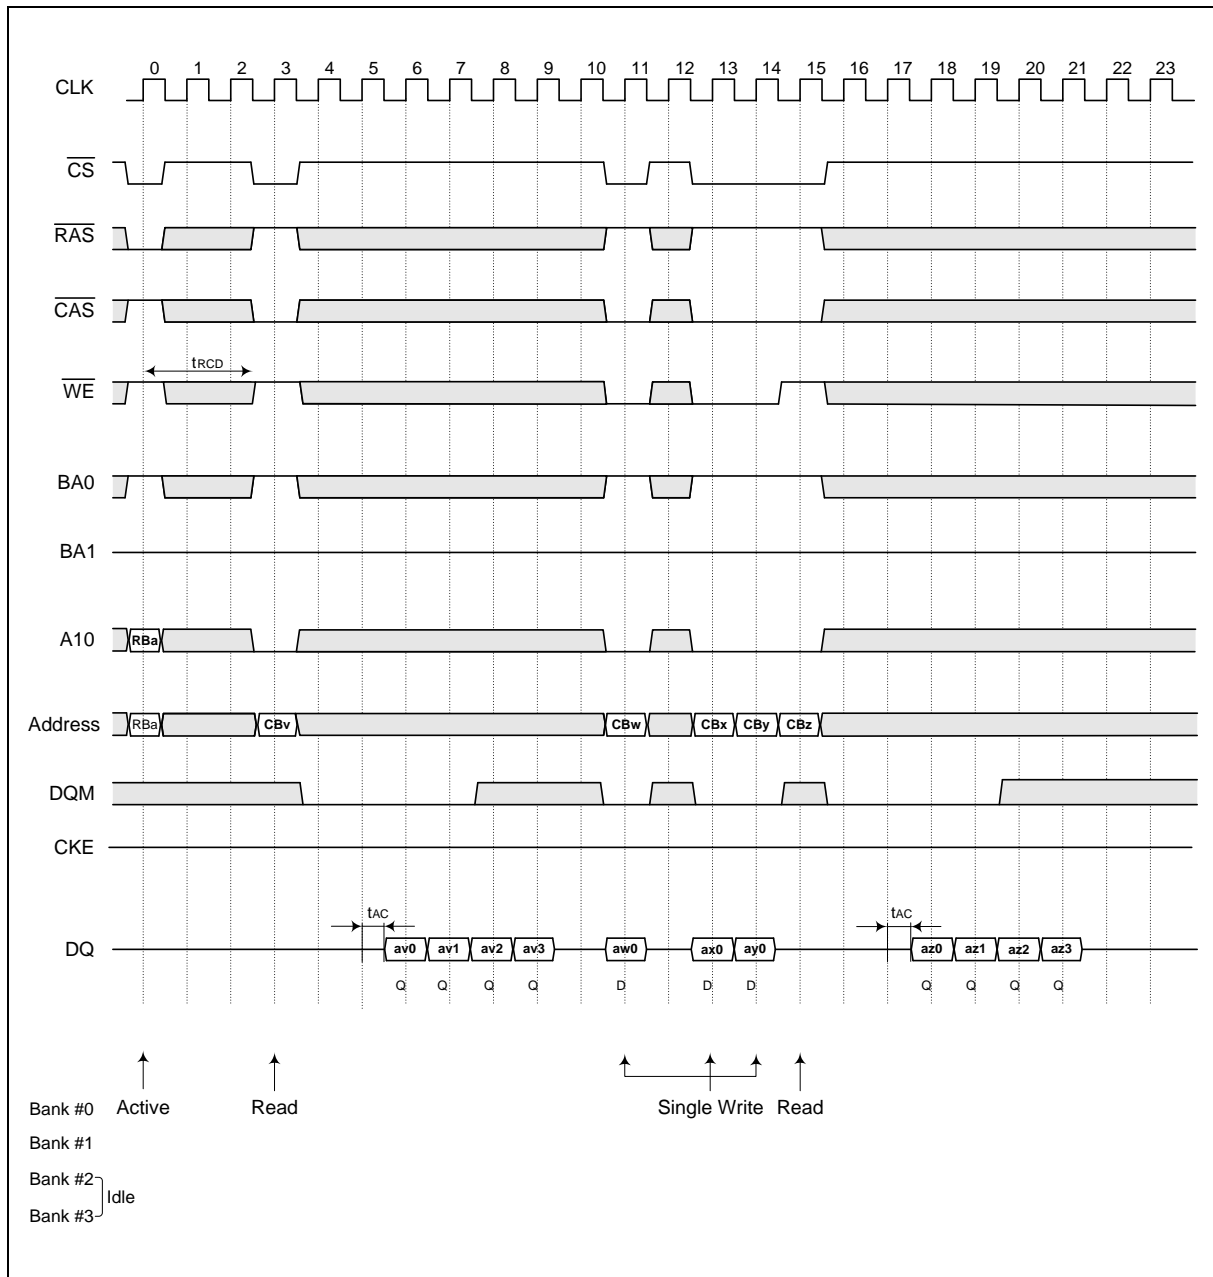 0 1 2 3 4 5 6 7 8 9 10 11 12 13 14 15 16 17 18 19 20 21 22 23
CLK
CS
RAS
CAS
tRCD
WE
BA0
BA1
A10 RBa
Address RBa CBv CBw CBx CBy CBz
DQM
CKE
tAC tAC
DQ av0 av1 av2 av3 aw0 ax0 ay0 az0 az1 az2 az3
Q Q Q Q D D D Q Q Q Q
Bank #0 Active Read Single Write Read
Bank #1
Bank #2
Idle
Bank #3